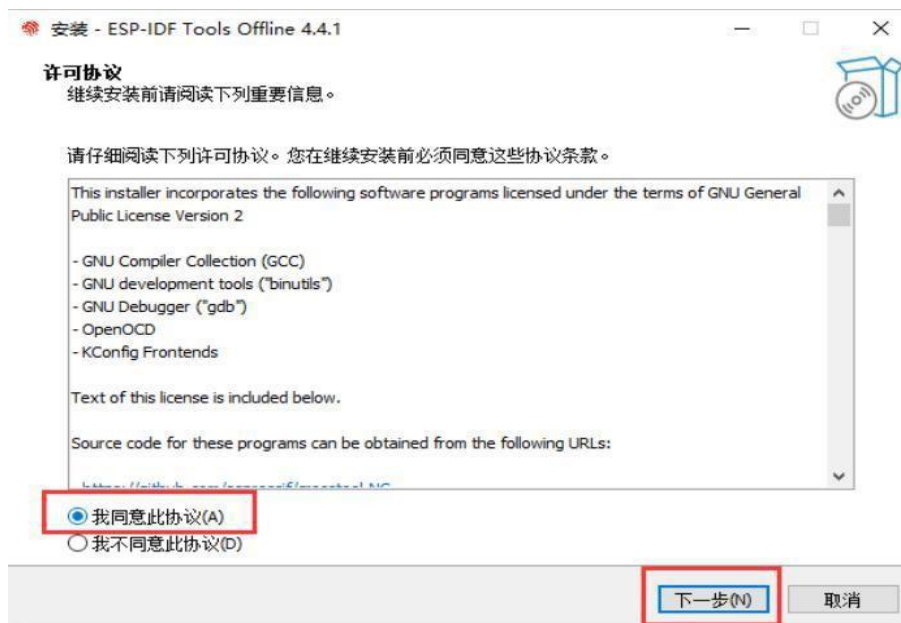 安装 - ESP-IDF Tools Offline 4.4.1
许可协议
继续安装前请阅读下列重要信息。
请仔细阅读下列许可协议。您在继续安装前必须同意这些协议条款。
This installer incorporates the following software programs licensed under the terms of GNU General
Public License Version 2
- GNU Compiler Collection (GCC)
- GNU development tools ("binutils")
- GNU Debugger ("gdb")
- OpenOCD
- KConfig Frontends
Text of this license is included below.
Source code for these programs can be obtained from the following URLs:
我同意此协议(A)
我不同意此协议(D)
下一步(N)
取消